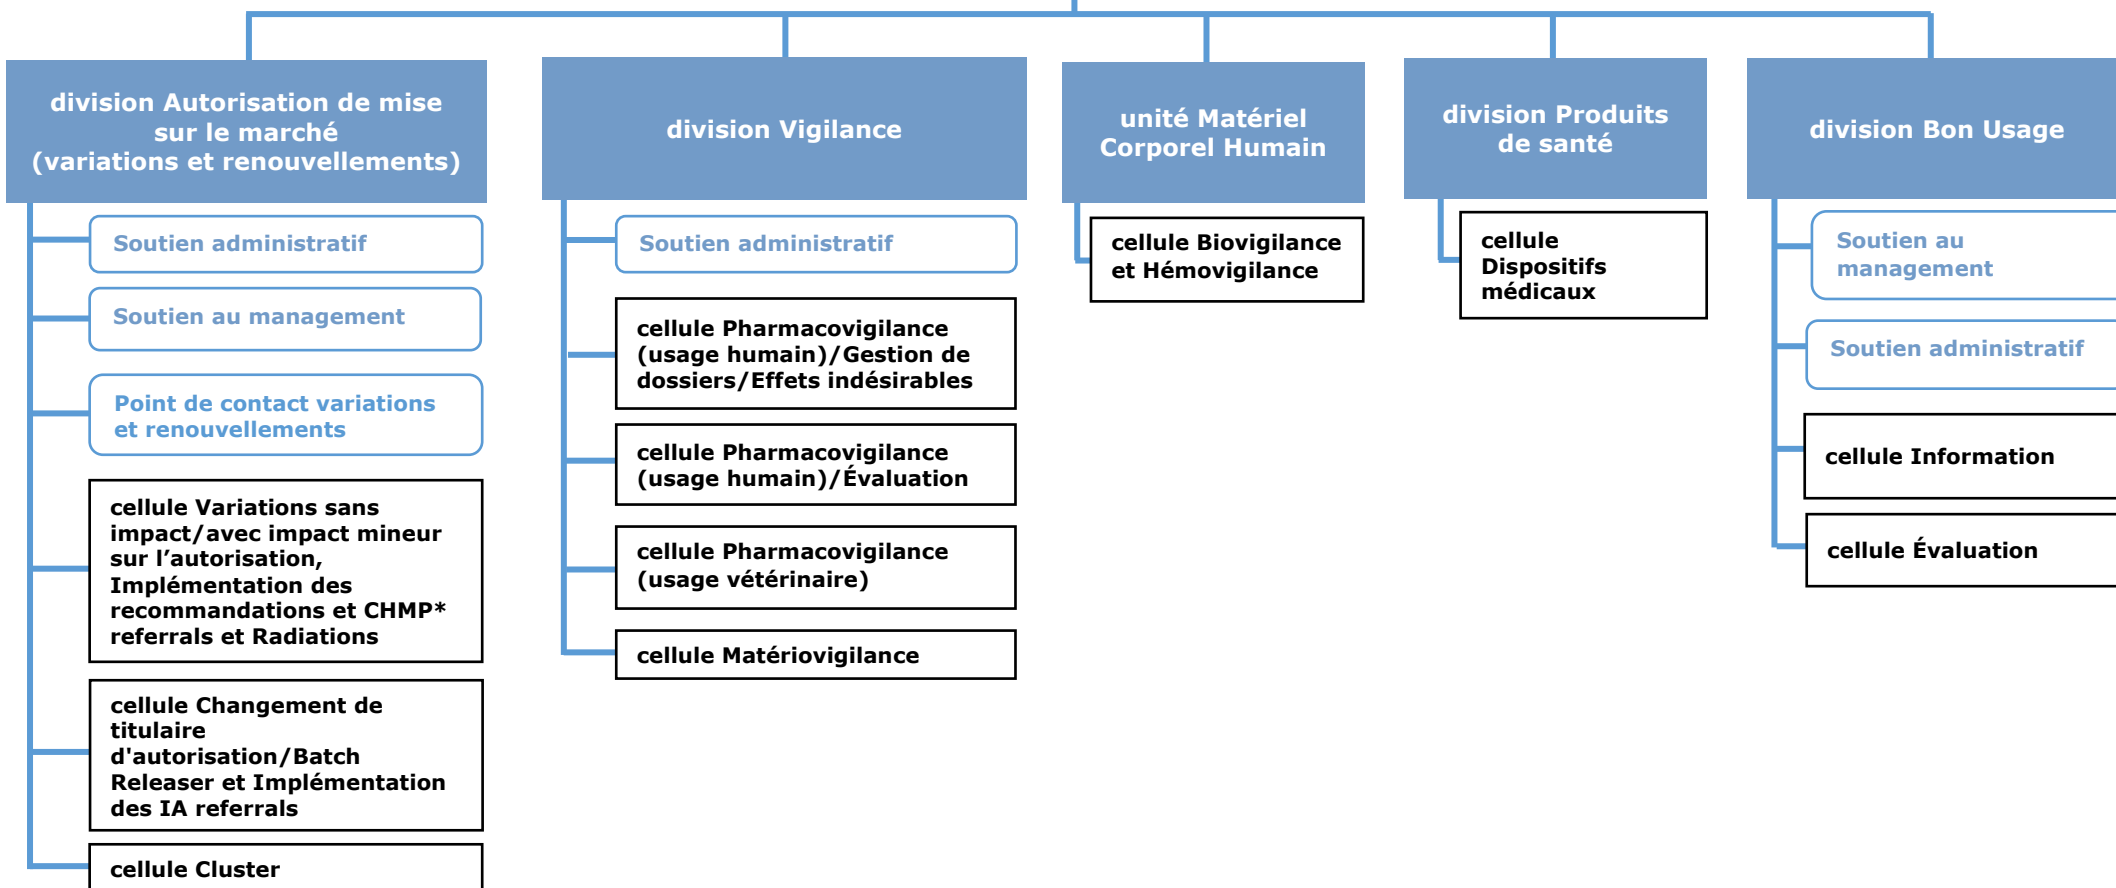 division Autorisation de mise
sur le marché
(variations et renouvellements)
Soutien administratif
Soutien au management
Point de contact variations
et renouvellements
cellule Variations sans
impact/avec impact mineur
sur l’autorisation,
Implémentation des
recommandations et CHMP*
referrals et Radiations
cellule Changement de
titulaire
d'autorisation/Batch
Releaser et Implémentation
des IA referrals
cellule Cluster
division Vigilance
Soutien administratif
cellule Pharmacovigilance
(usage humain)/Gestion de
dossiers/Effets indésirables
cellule Pharmacovigilance
(usage humain)/Évaluation
cellule Pharmacovigilance
(usage vétérinaire)
cellule Matériovigilance
unité Matériel
Corporel Humain
cellule Biovigilance
et Hémovigilance
division Produits
de santé
cellule
Dispositifs
médicaux
division Bon Usage
Soutien au
management
Soutien administratif
cellule Information
cellule Évaluation